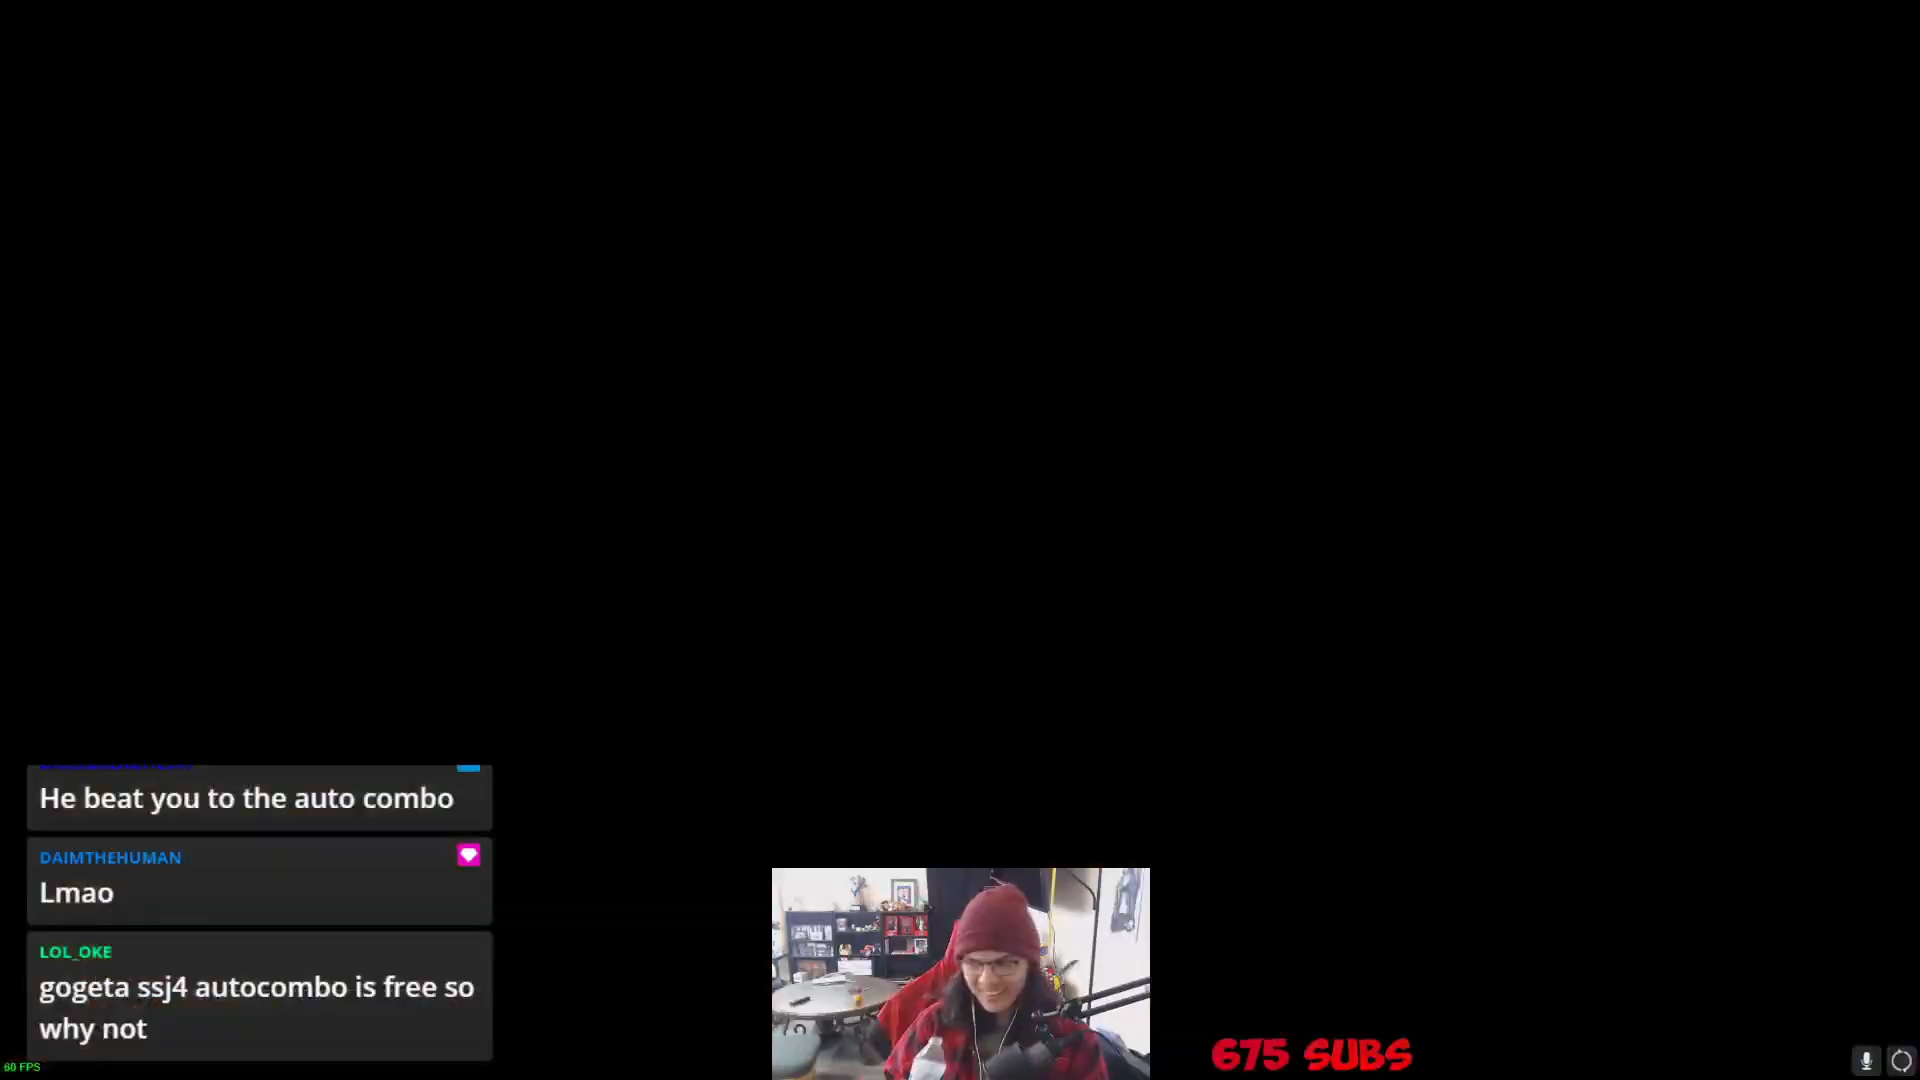 He beat you to the auto combo
DAIMTHEHUMAN
Lmao
LOL_OKE
gogeta ssj4 autocombo is free so
why not
60 FPS
675 SUBS